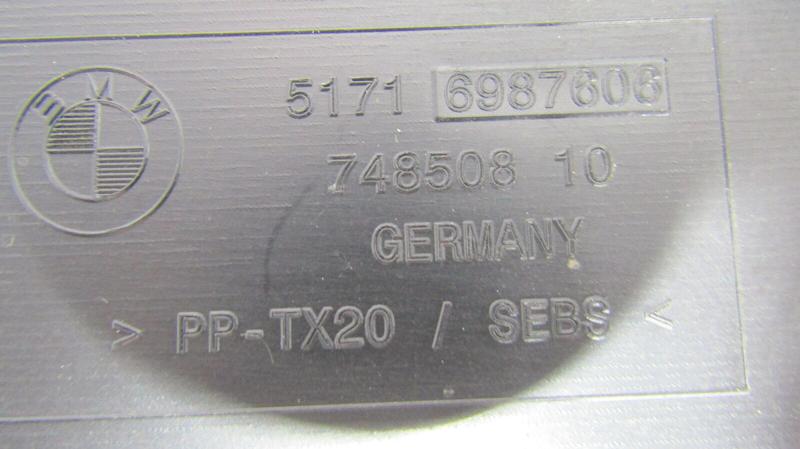 BMW
5171 6987606
748508 10
GERMANY
> PP-TX20 / SEBS <